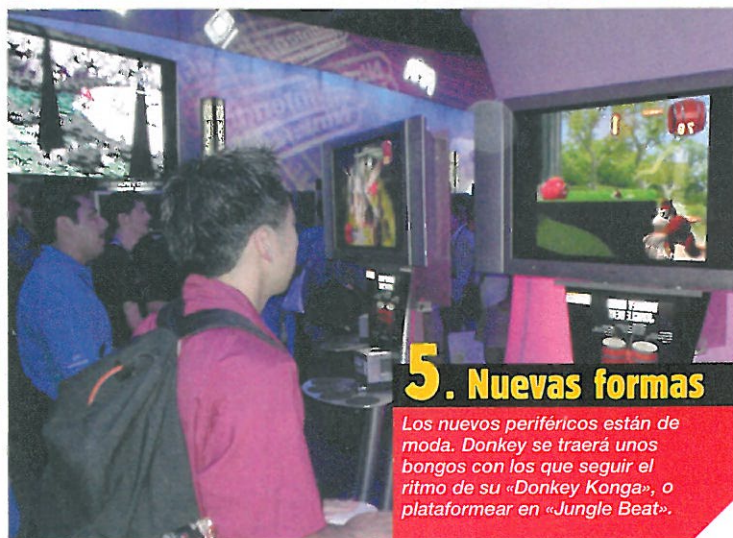 5. Nuevas formas
Los nuevos periféricos están de
moda. Donkey se traerá unos
bongos con los que seguir el
ritmo de su «Donkey Konga», o
plataformear en «Jungle Beat».